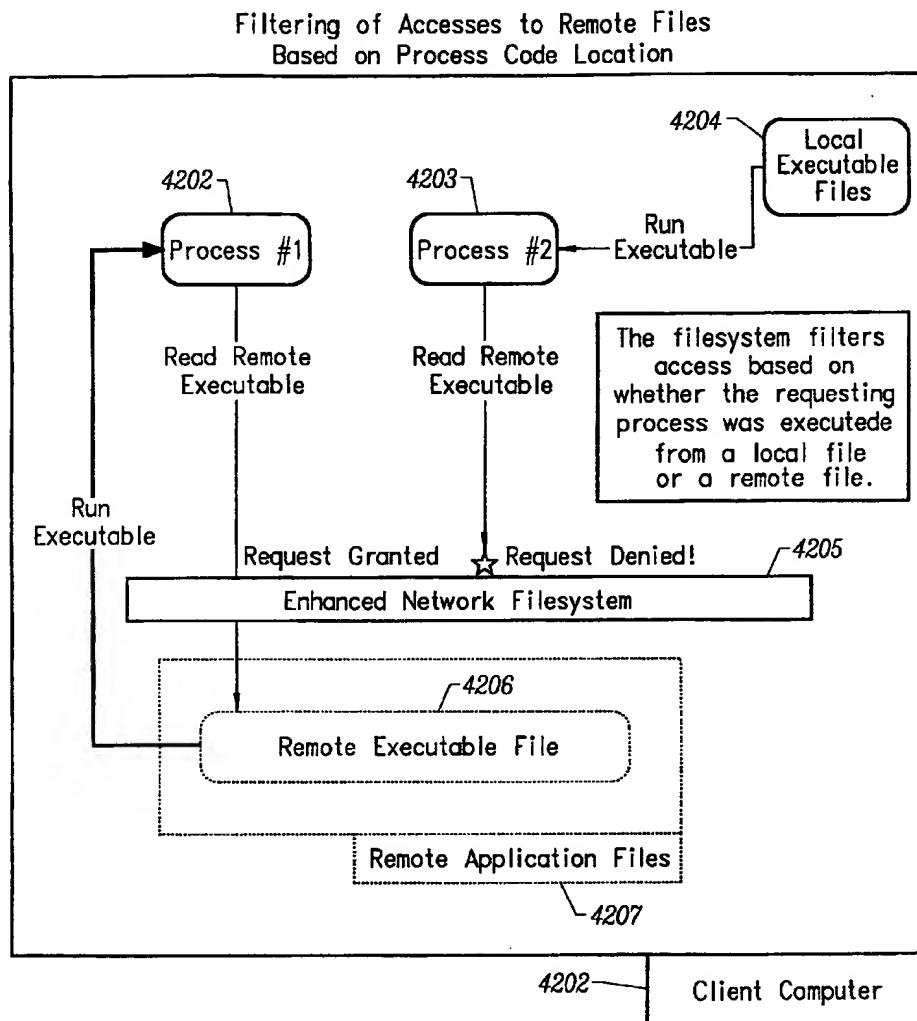 Filtering of Accesses to Remote Files
Based on Process Code Location
4204
Local
Executable
Files
4202
4203
Process #1
Process #2
Run
Executable
Read Remote
Executable
Read Remote
Executable
The filesystem filters
access based on
whether the requesting
process was executede
from a local file
or a remote file.
Run
Executable
Request Granted
Request Denied!
4205
Enhanced Network Filesystem
4206
Remote Executable File
Remote Application Files
4207
4202
Client Computer